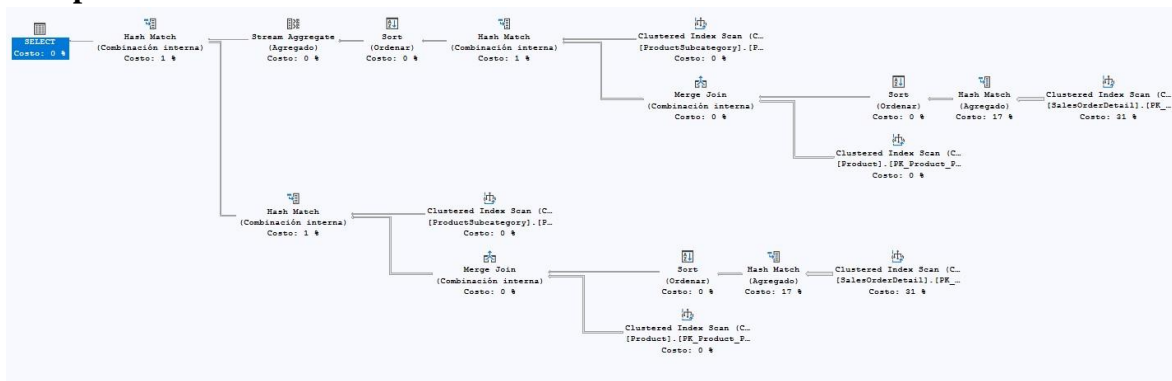 SELECT
Costo: 0 %
Hash Match
(Combinación interna)
Costo: 1 %
Stream Aggregate
(Agregado)
Costo: 0 %
Sort
(Ordenar)
Costo: 0 %
Hash Match
(Combinación interna)
Costo: 1 %
Clustered Index Scan (C…
[ProductSubcategory].[P…
Costo: 0 %
Merge Join
(Combinación interna)
Costo: 0 %
Sort
(Ordenar)
Costo: 0 %
Hash Match
(Agregado)
Costo: 17 %
Clustered Index Scan (C…
[SalesOrderDetail].[PK_…
Costo: 31 %
Clustered Index Scan (C…
[Product].[PK_Product_P…
Costo: 0 %
Hash Match
(Combinación interna)
Costo: 1 %
Clustered Index Scan (C…
[ProductSubcategory].[P…
Costo: 0 %
Merge Join
(Combinación interna)
Costo: 0 %
Sort
(Ordenar)
Costo: 0 %
Hash Match
(Agregado)
Costo: 17 %
Clustered Index Scan (C…
[SalesOrderDetail].[PK_…
Costo: 31 %
Clustered Index Scan (C…
[Product].[PK_Product_P…
Costo: 0 %